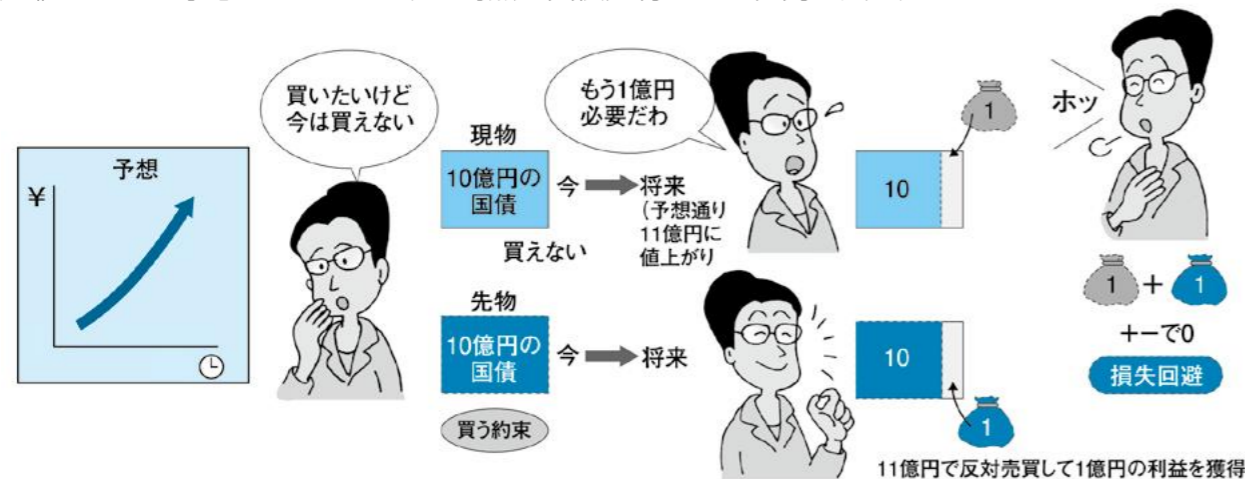 予想
¥
買いたいけど
今は買えない
現物
10億円の
国債
今
将来
(予想通り
11億円に
値上がり
買えない
もう1億円
必要だわ
10
1
ホッ
先物
10億円の
国債
今
将来
買う約束
10
1
11億円で反対売買して1億円の利益を獲得
1
+
1
+ーで0
損失回避